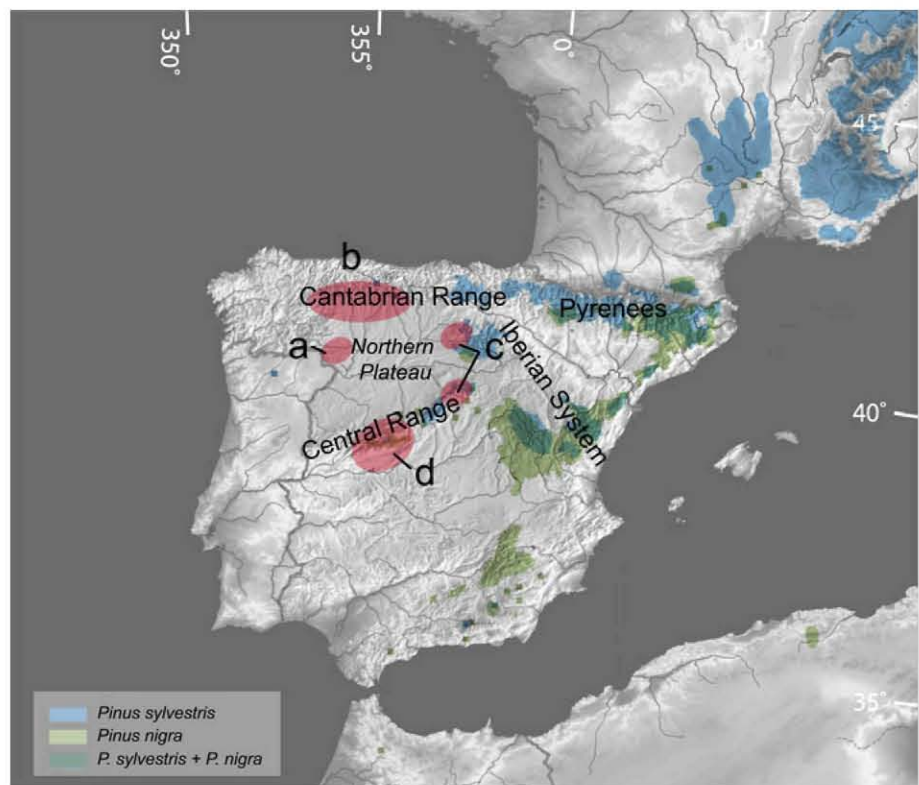 350°
355°
0°
5°
45°
b
Cantabrian Range
Pyrenees
a
Northern
Plateau
c
Iberian System
40°
Central Range
d
35°
Pinus sylvestris
Pinus nigra
P. sylvestris + P. nigra